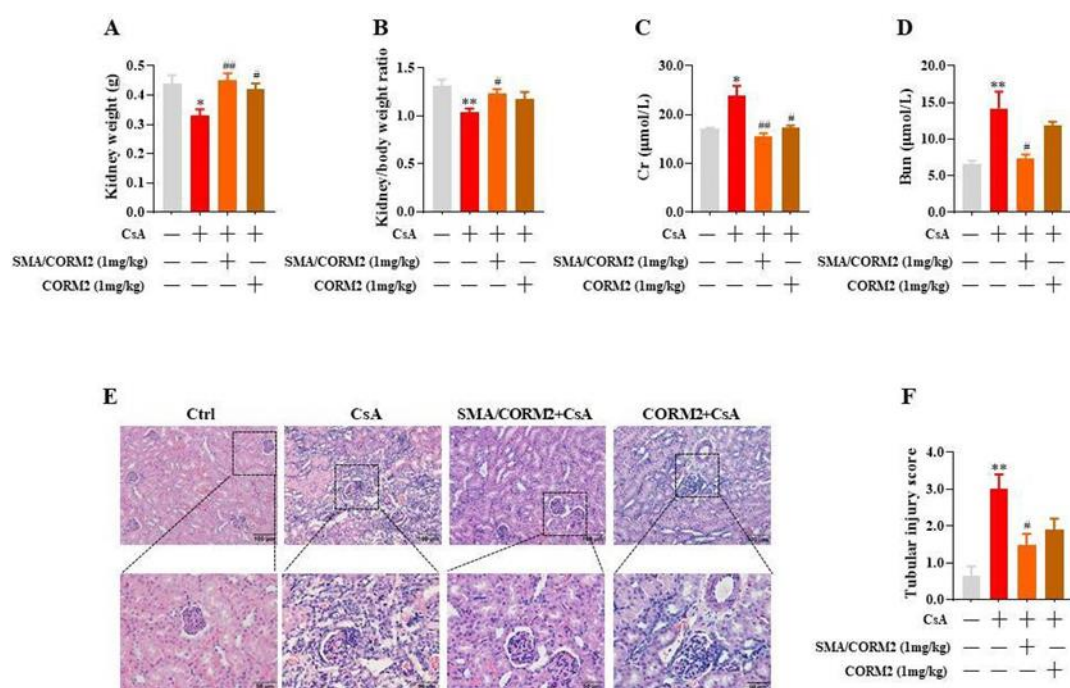 A
Kidney weight (g)
0.5
0.4
0.3
0.2
0.1
0.0
*
##
#
CsA
— + + +
SMA/CORM2 (1mg/kg)
— — + —
CORM2 (1mg/kg)
— — — +
B
Kidney/body weight ratio
1.5
1.0
0.5
0.0
**
#
CsA
— + + +
SMA/CORM2 (1mg/kg)
— — + —
CORM2 (1mg/kg)
— — — +
C
Cr (μmol/L)
30.0
20.0
10.0
0.0
*
##
#
CsA
— + + +
SMA/CORM2 (1mg/kg)
— — + —
CORM2 (1mg/kg)
— — — +
D
Bun (μmol/L)
20.0
15.0
10.0
5.0
0.0
**
#
CsA
— + + +
SMA/CORM2 (1mg/kg)
— — + —
CORM2 (1mg/kg)
— — — +
E
Ctrl
CsA
SMA/CORM2+CsA
CORM2+CsA
100 μm
F
Tubular injury score
4.0
3.0
2.0
1.0
0.0
**
#
CsA
— + + +
SMA/CORM2 (1mg/kg)
— — + —
CORM2 (1mg/kg)
— — — +